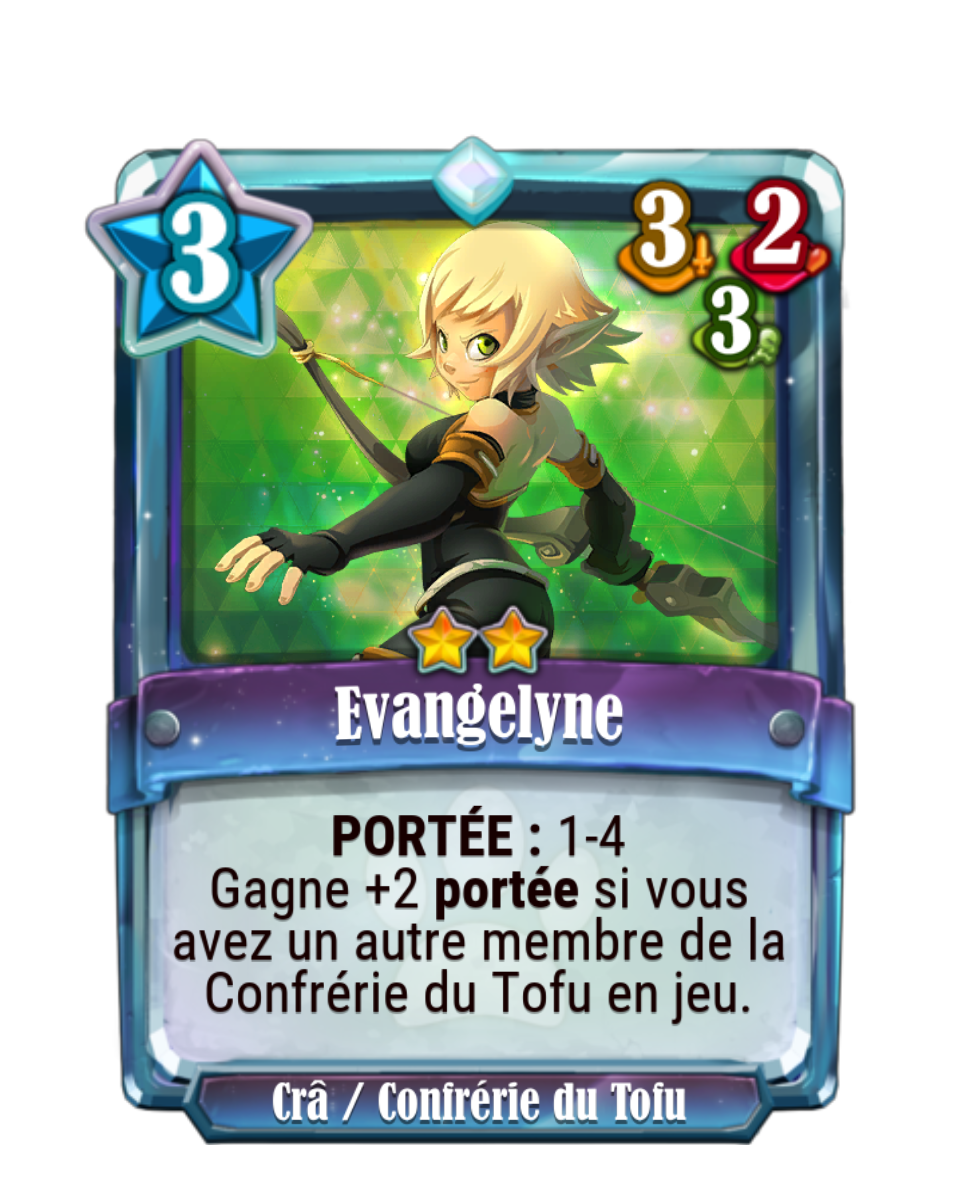 3
3
2
3
Evangelyne
PORTÉE : 1-4
Gagne +2 portée si vous
avez un autre membre de la
Confrérie du Tofu en jeu.
Crâ / Confrérie du Tofu